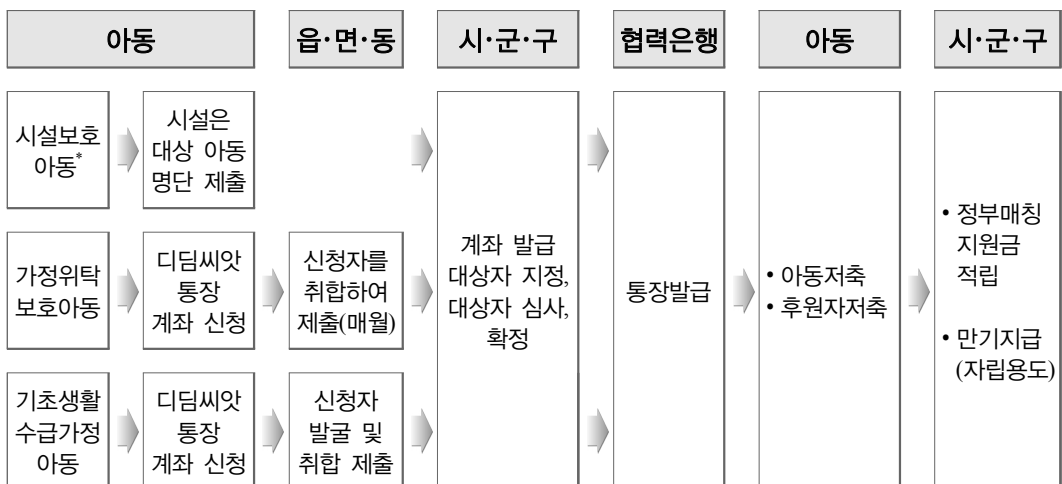 아동
읍·면·동
시·군·구
협력은행
아동
시·군·구
시설보호
아동*
시설은
대상 아동
명단 제출
가정위탁
보호아동
디딤씨앗
통장
계좌 신청
신청자를
취합하여
제출(매월)
기초생활
수급가정
아동
디딤씨앗
통장
계좌 신청
신청자
발굴 및
취합 제출
계좌 발급
대상자 지정,
대상자 심사,
확정
통장발급
• 아동저축
• 후원자저축
• 정부매칭
지원금
적립
• 만기지급
(자립용도)